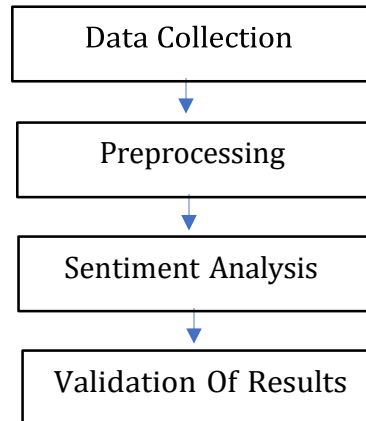 Data Collection
Preprocessing
Sentiment Analysis
Validation Of Results